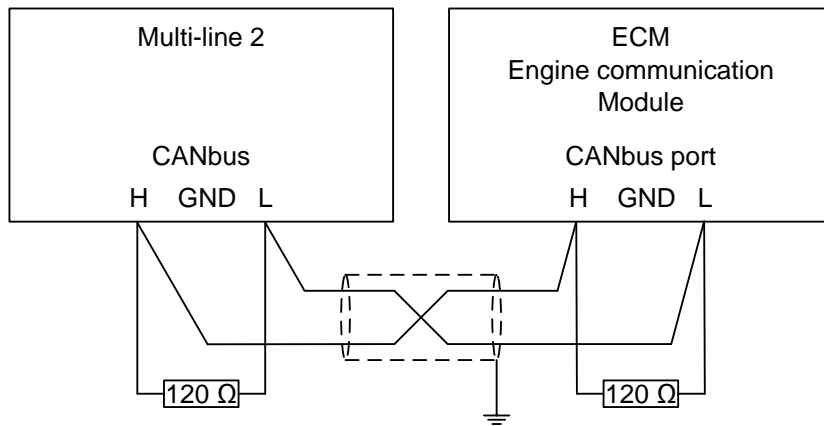 Multi-line 2
CANbus
H GND L
120 Ω
ECM
Engine communication
Module
CANbus port
H GND L
120 Ω